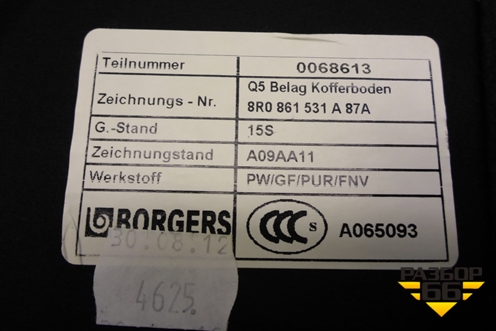 Teilnummer 0068613
Zeichnungs - Nr. Q5 Belag Kofferboden
8R0 861 531 A 87A
G.-Stand 15S
Zeichnungstand A09AA11
Werkstoff PW/GF/PUR/FNV
BORGERS CCC S A065093
30.08.12
4625
РАЗБОР
66